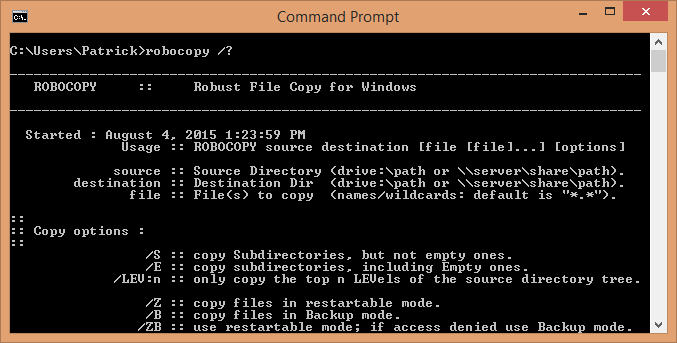 Command Prompt
C:\Users\Patrick>robocopy /?
-------------------------------------------------------------------------------
ROBOCOPY     ::     Robust File Copy for Windows
-------------------------------------------------------------------------------
Started : August 4, 2015 1:23:59 PM
Usage :: ROBOCOPY source destination [file [file]...] [options]
source :: Source Directory (drive:\path or \\server\share\path).
destination :: Destination Dir  (drive:\path or \\server\share\path).
file :: File(s) to copy  (names/wildcards: default is "*.*").
::
:: Copy options :
::
/S :: copy Subdirectories, but not empty ones.
/E :: copy subdirectories, including Empty ones.
/LEV:n :: only copy the top n LEVels of the source directory tree.
/Z :: copy files in restartable mode.
/B :: copy files in Backup mode.
/ZB :: use restartable mode; if access denied use Backup mode.